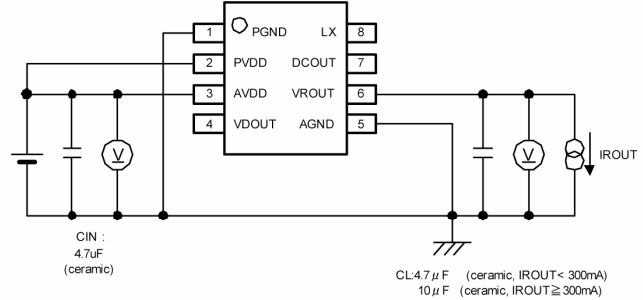 1 PGND LX 8
2 PVDD DCOUT 7
3 AVDD VROUT 6
4 VDOUT AGND 5
V
V
IROUT
CIN :
4.7uF
(ceramic)
CL:4.7μF (ceramic, IROUT< 300mA)
10μF (ceramic, IROUT≧300mA)